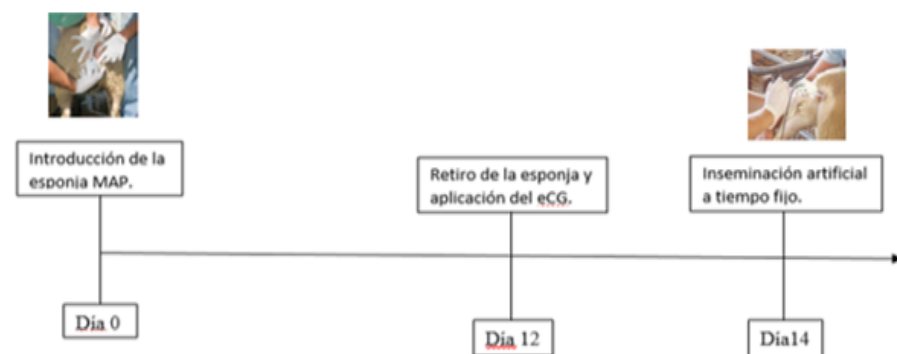 Introducción de la
esponja MAP.
Retiro de la esponja y
aplicación del eCG.
Inseminación artificial
a tiempo fijo.
Día 0
Día 12
Día14